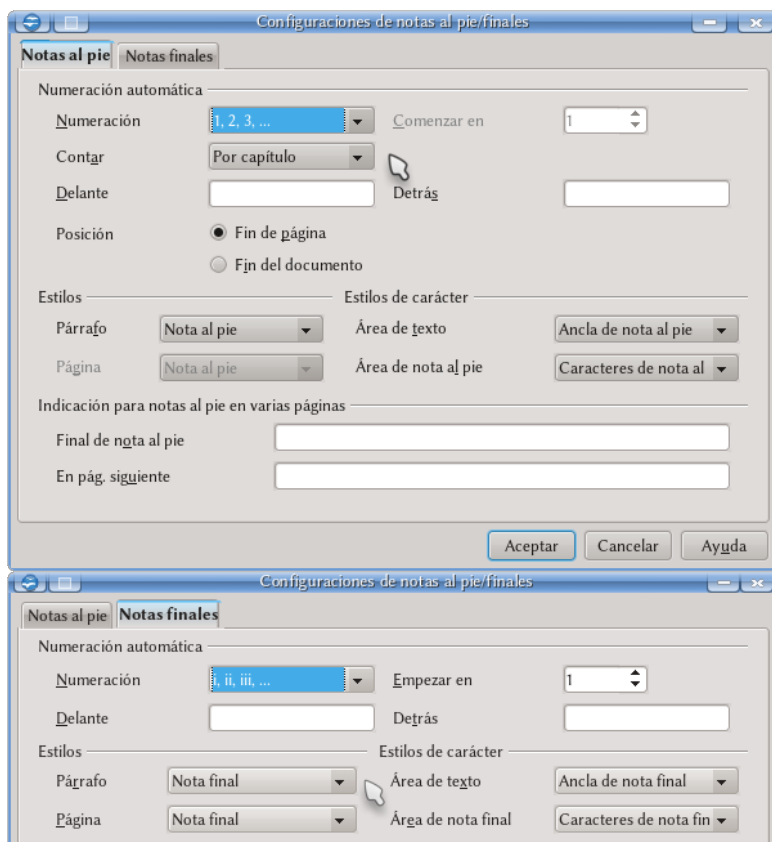 Configuraciones de notas al pie/finales
Notas al pie Notas finales
Numeración automática
Numeración 1, 2, 3, ... Comenzar en 1
Contar Por capítulo
Delante Detrás
Posición Fin de página
Fin del documento
Estilos Estilos de carácter
Párrafo Nota al pie Área de texto Ancla de nota al pie
Página Nota al pie Área de nota al pie Caracteres de nota al
Indicación para notas al pie en varias páginas
Final de nota al pie
En pág. siguiente
Aceptar Cancelar Ayuda
Configuraciones de notas al pie/finales
Notas al pie Notas finales
Numeración automática
Numeración i, ii, iii, ... Empezar en 1
Delante Detrás
Estilos Estilos de carácter
Párrafo Nota final Área de texto Ancla de nota final
Página Nota final Área de nota final Caracteres de nota fin